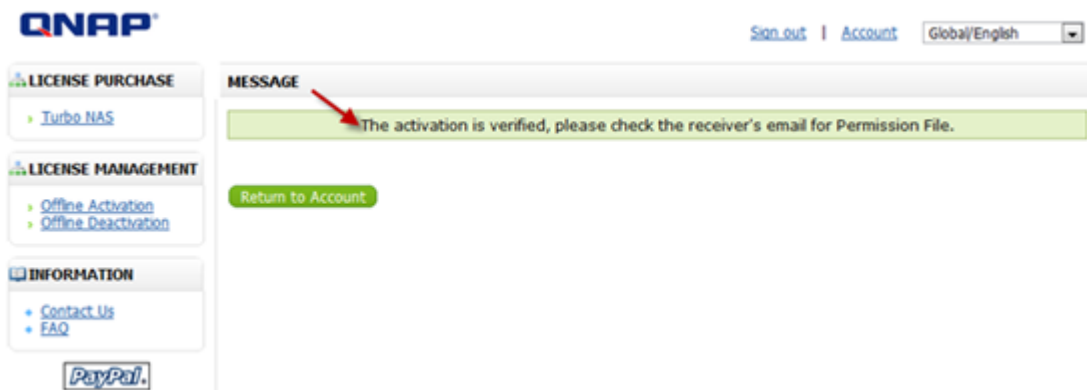 QNAP
Sign out | Account Global/English
LICENSE PURCHASE
Turbo NAS
LICENSE MANAGEMENT
Offline Activation
Offline Deactivation
INFORMATION
Contact Us
FAQ
PayPal.
MESSAGE
The activation is verified, please check the receiver's email for Permission File.
Return to Account